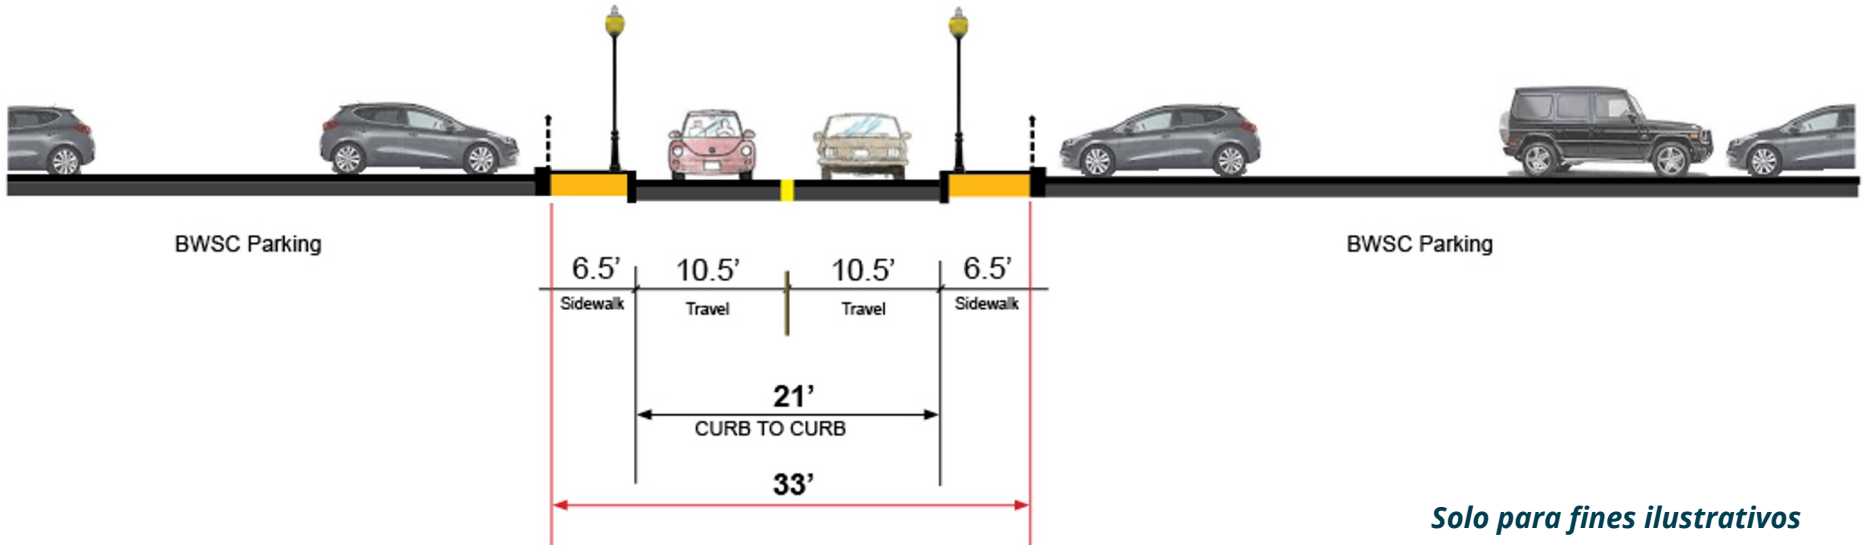 BWSC Parking
BWSC Parking
6.5’ 10.5’ 10.5’ 6.5’
Sidewalk Travel Travel Sidewalk
21’
CURB TO CURB
33’
Solo para fines ilustrativos